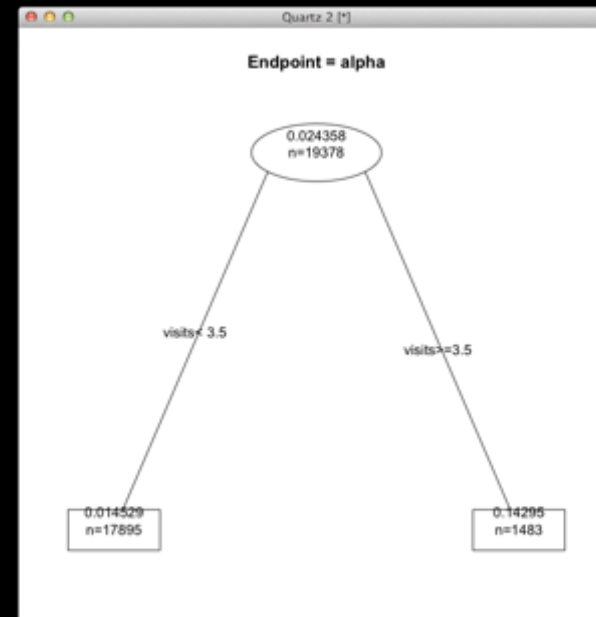 Quartz 2 [*]
Endpoint = alpha
0.024358
n=19378
visits< 3.5
visits>=3.5
0.014529
n=17895
0.14295
n=1483